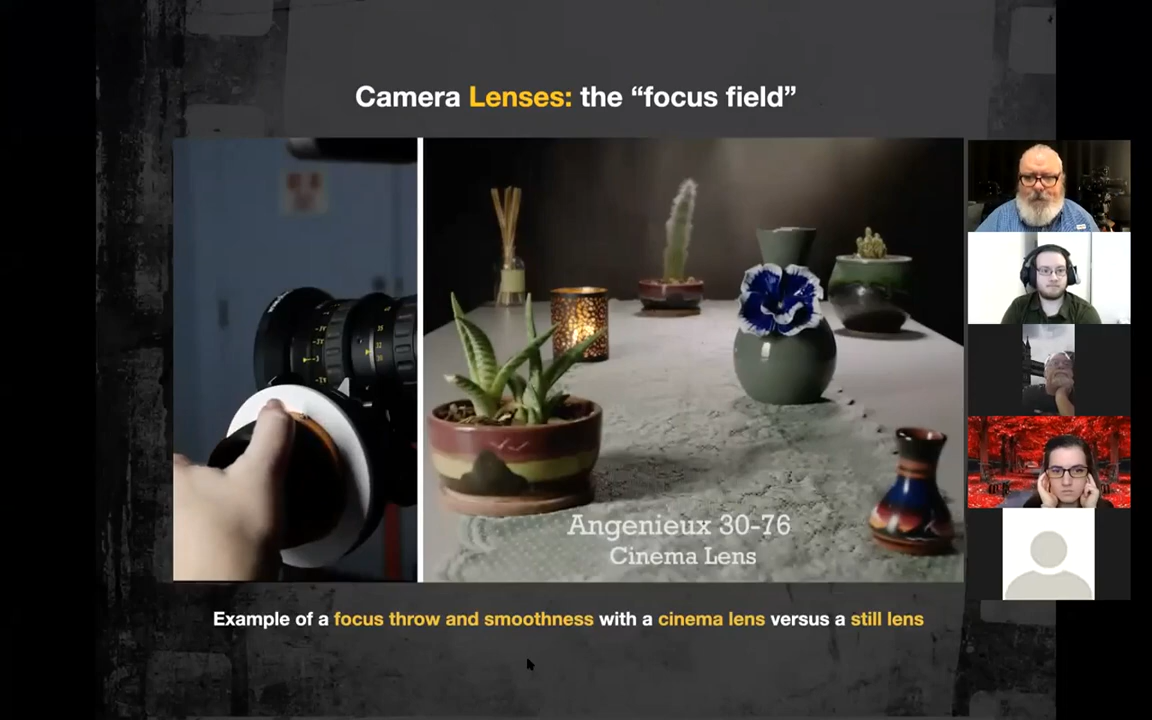 Camera Lenses: the “focus field”
Angenieux 30-76
Cinema Lens
Example of a focus throw and smoothness with a cinema lens versus a still lens